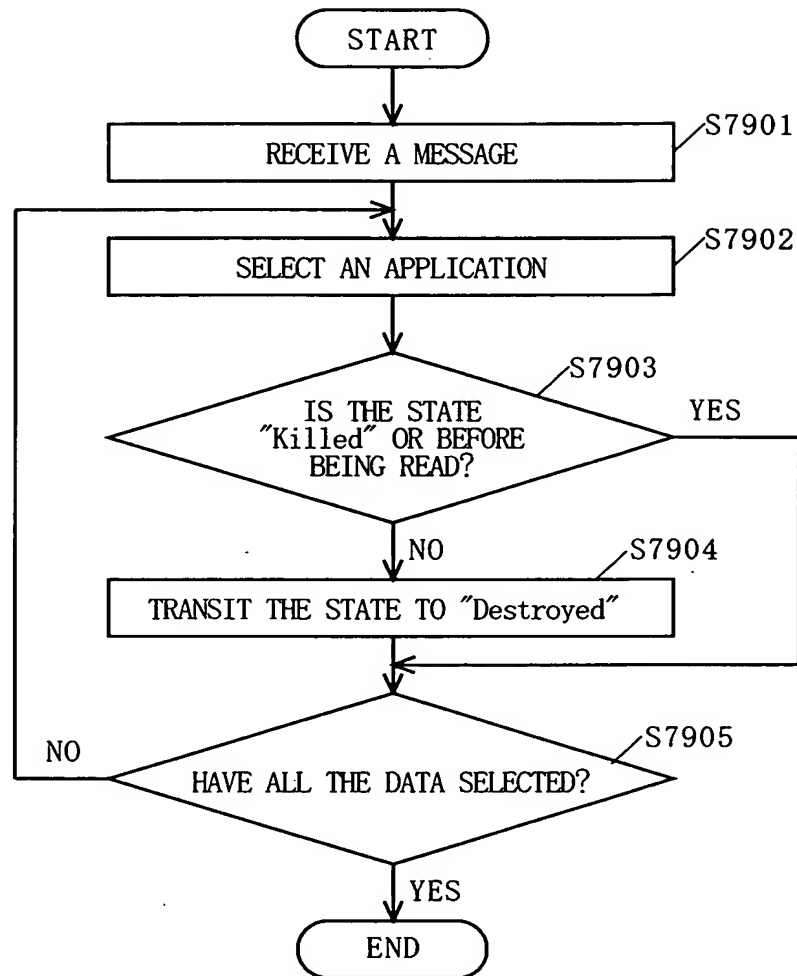 START
S7901
RECEIVE A MESSAGE
S7902
SELECT AN APPLICATION
S7903
IS THE STATE
"Killed" OR BEFORE
BEING READ?
YES
NO
S7904
TRANSIT THE STATE TO "Destroyed"
S7905
NO
HAVE ALL THE DATA SELECTED?
YES
END